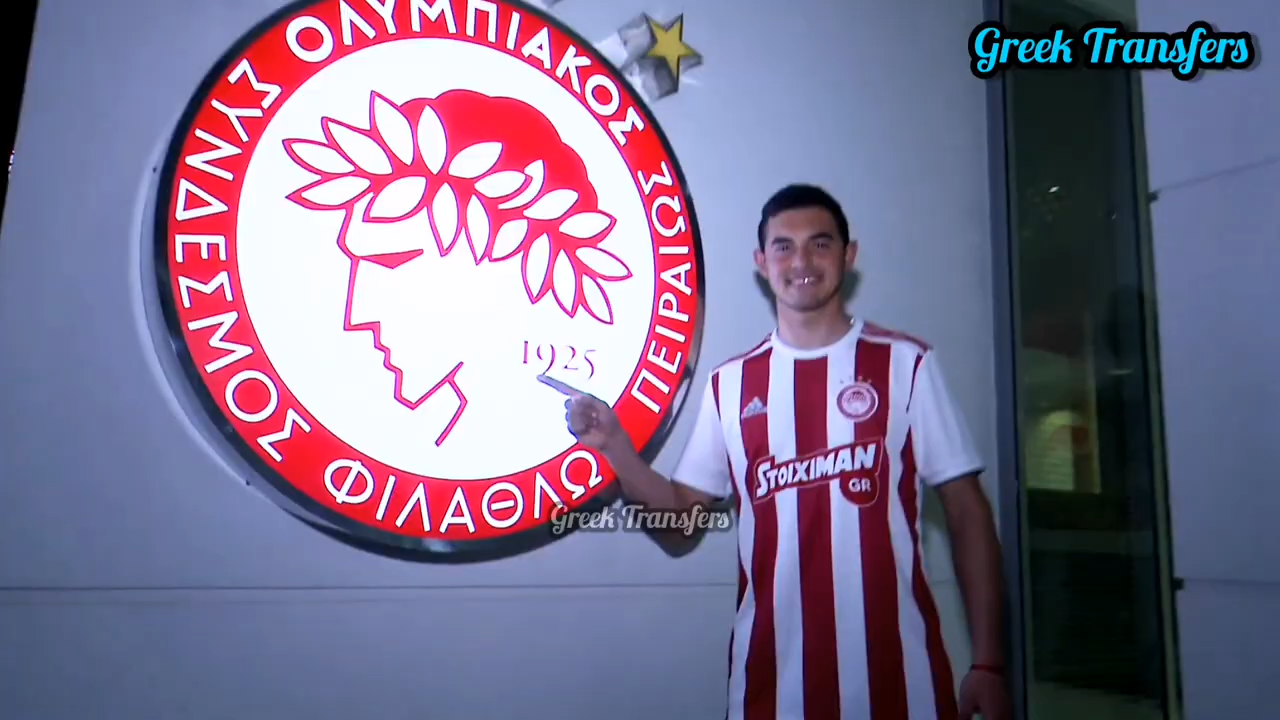 Greek Transfers
ΣΥΝΔΕΣΜΟΣ ΦΙΛΑΘΛΩΝ
ΟΛΥΜΠΙΑΚΟΣ
ΠΕΙΡΑΙΩΣ
1925
STOIXIMAN
GR
Greek Transfers